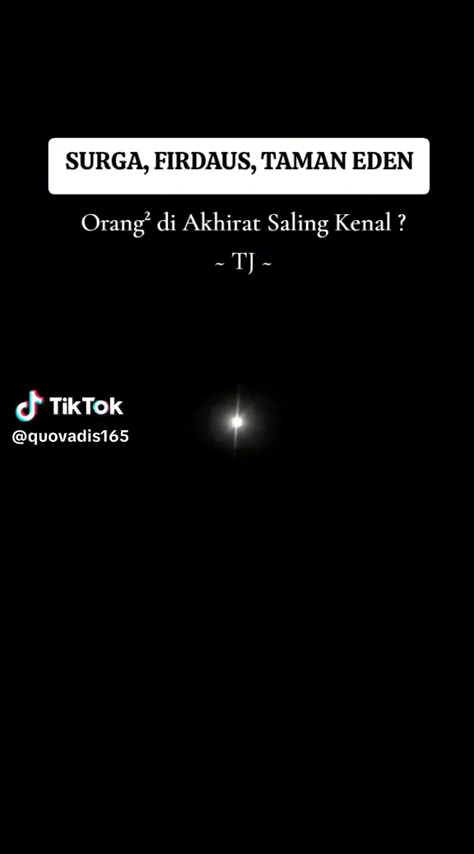 SURGA, FIRDAUS, TAMAN EDEN
Orang² di Akhirat Saling Kenal ?
~ TJ ~
TikTok
@quovadis165